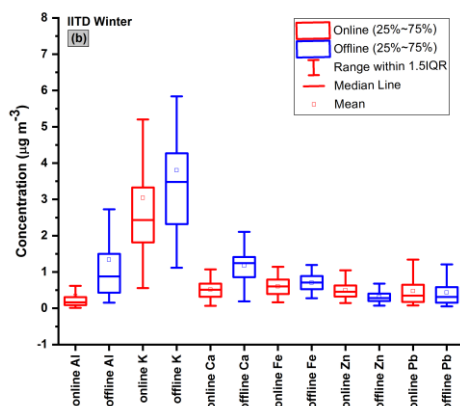 IITD Winter
(b)
Online (25%~75%)
Offline (25%~75%)
Range within 1.5IQR
Median Line
Mean
Concentration (µg m-3)
8
7
6
5
4
3
2
1
0
-1
online Al
offline Al
online K
offline K
online Ca
offline Ca
online Fe
offline Fe
online Zn
offline Zn
online Pb
offline Pb